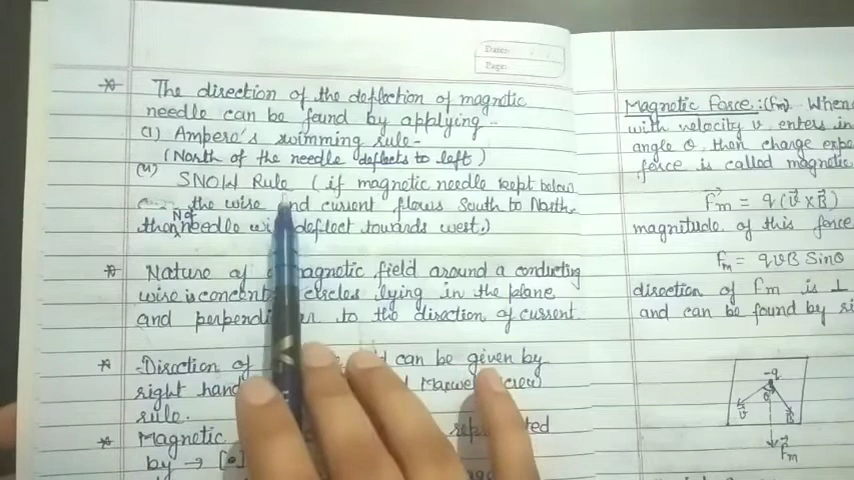 Date:
Page:
The direction of the deflection of magnetic
needle can be found by applying -
(i) Ampere's swimming rule-
(North of the needle deflects to left)
(ii) SNOW Rule (if magnetic needle kept below
the wire and current flows South to North,
then N of needle will deflect towards west.)
Nature of magnetic field around a conducting
wire is concentric circles lying in the plane
and perpendicular to the direction of current
Direction of can be given by
right hand Maxwell
rule.
Magnetic
by → [•]
Magnetic Force: (Fm) When
with velocity v, enters in
angle θ, then charge expe
force is called magnetic
F⃗m = q(v⃗ × B⃗)
magnitude of this force
Fm = qvB Sinθ
direction of Fm is ⊥
and can be found by ri
-q
θ
v⃗
B⃗
F⃗m